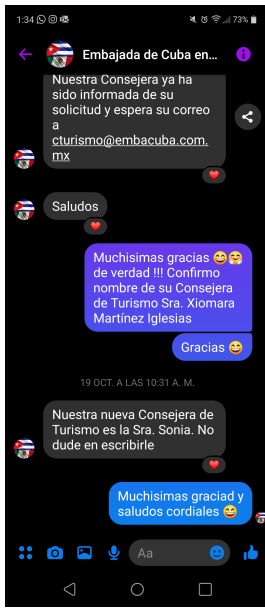 1:34
73%
Embajada de Cuba en...
Nuestra Consejera ya ha
sido informada de su
solicitud y espera su correo
a
cturismo@embacuba.com.
mx
Saludos
Muchisimas gracias 😄🤗
de verdad !!! Confirmo
nombre de su Consejera
de Turismo Sra. Xiomara
Martínez Iglesias
Gracias 😄
19 OCT. A LAS 10:31 A. M.
Nuestra nueva Consejera de
Turismo es la Sra. Sonia. No
dude en escribirle
Muchisimas graciad y
saludos cordiales 😄
Aa